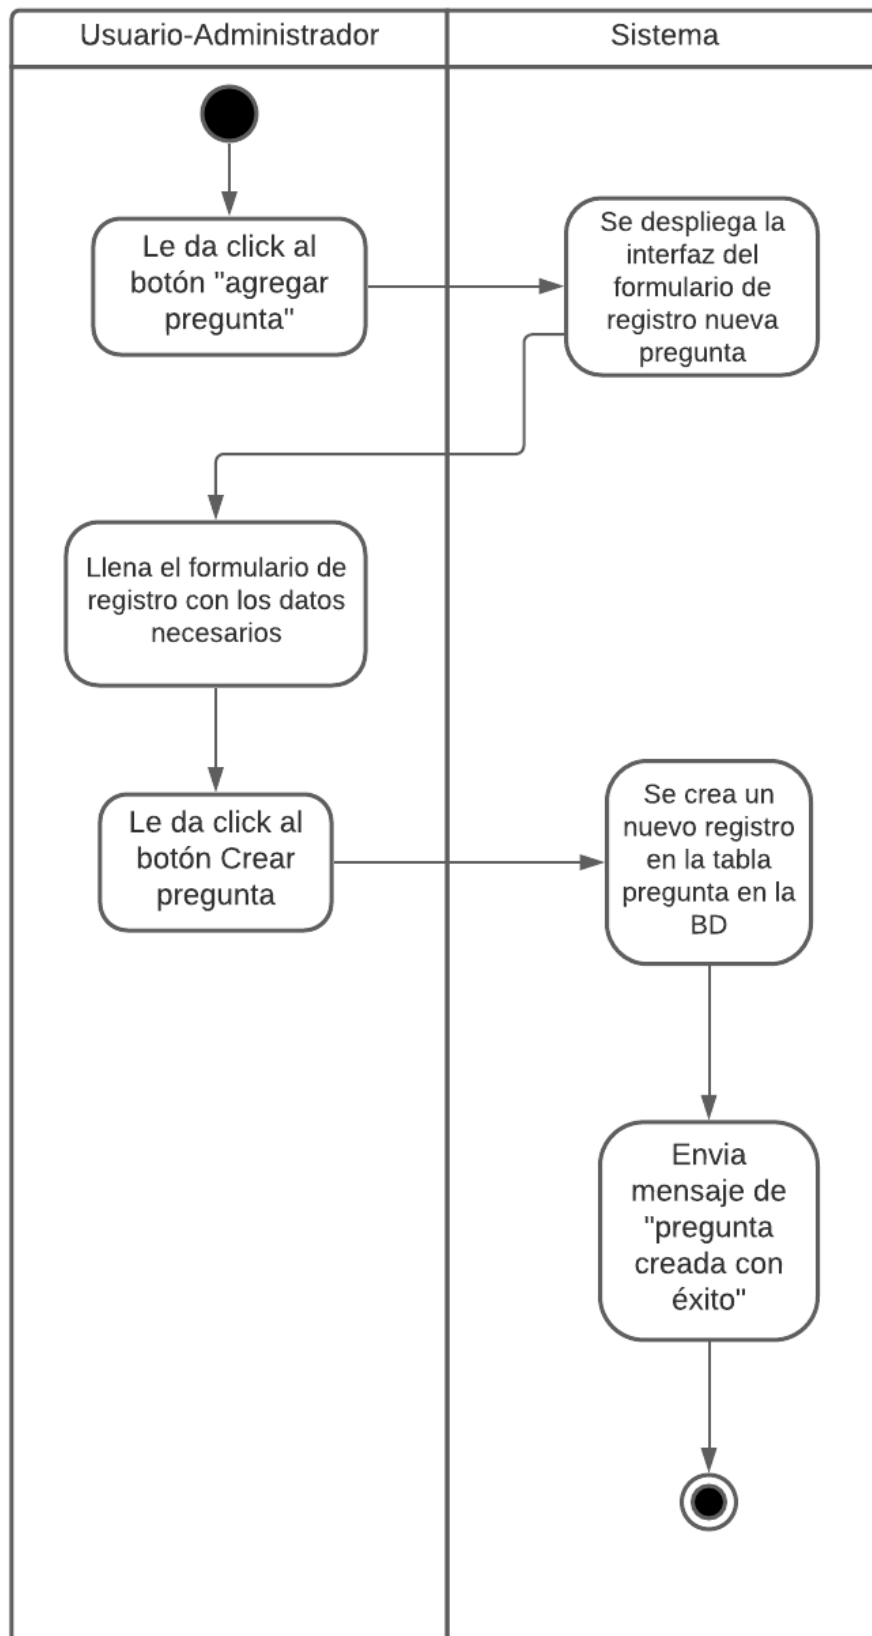 Usuario-Administrador
Sistema
Le da click al
botón "agregar
pregunta"
Se despliega la
interfaz del
formulario de
registro nueva
pregunta
Llena el formulario de
registro con los datos
necesarios
Le da click al
botón Crear
pregunta
Se crea un
nuevo registro
en la tabla
pregunta en la
BD
Envia
mensaje de
"pregunta
creada con
éxito"